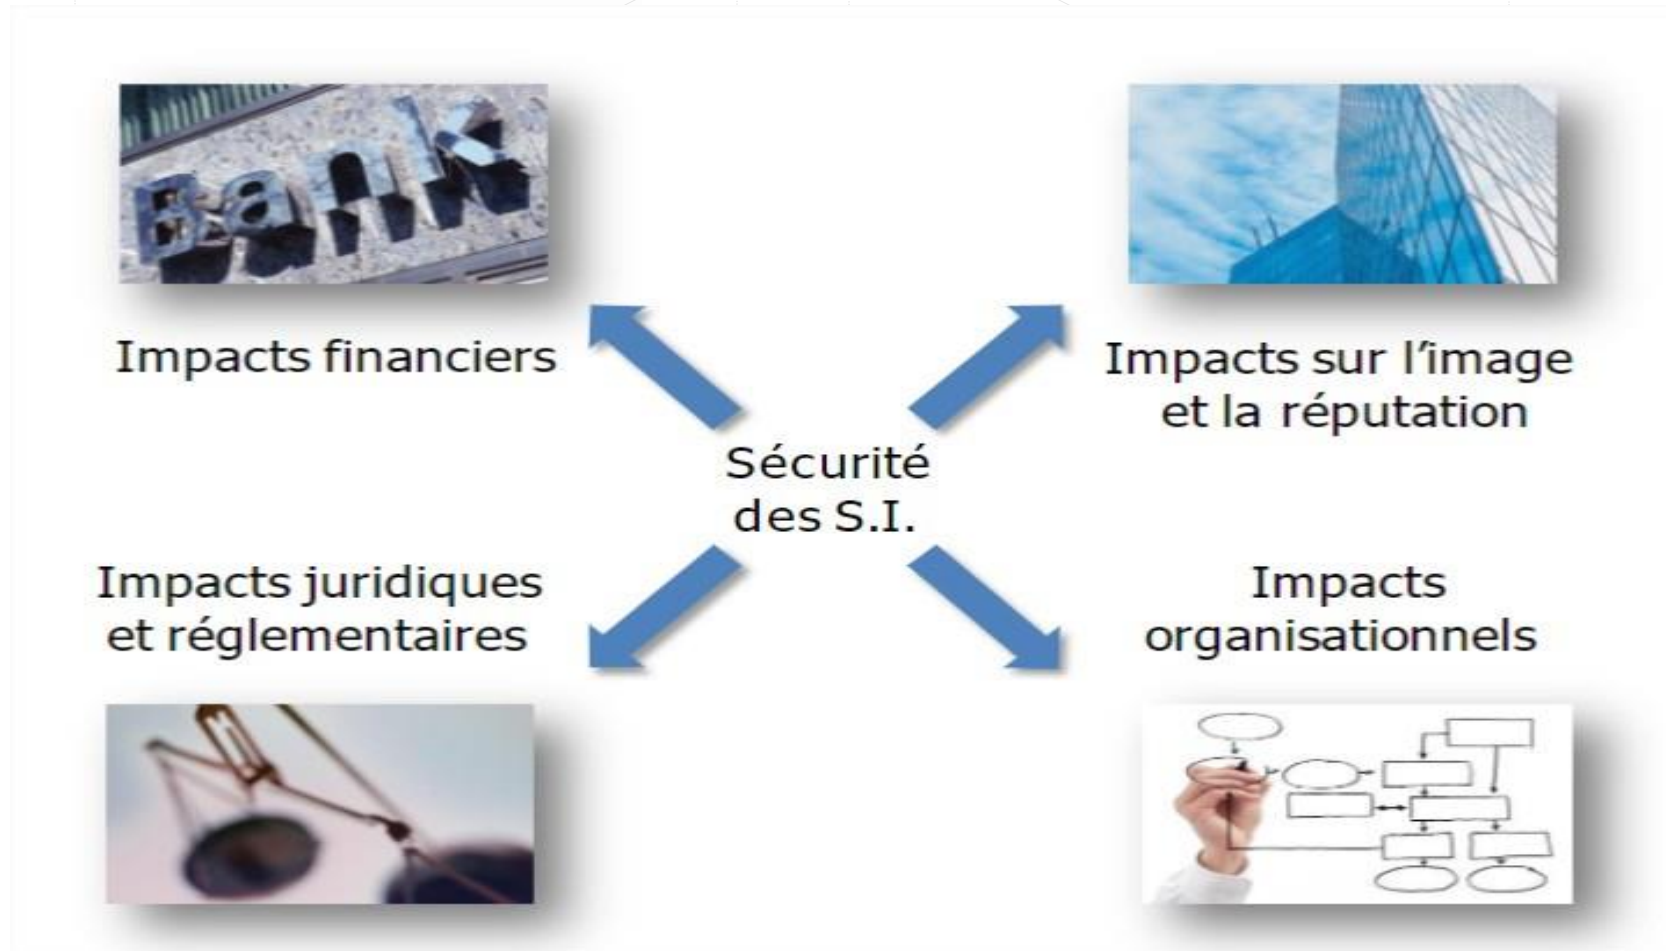 Bank
Impacts financiers
Impacts sur l'image
et la réputation
Sécurité
des S.I.
Impacts juridiques
et réglementaires
Impacts
organisationnels